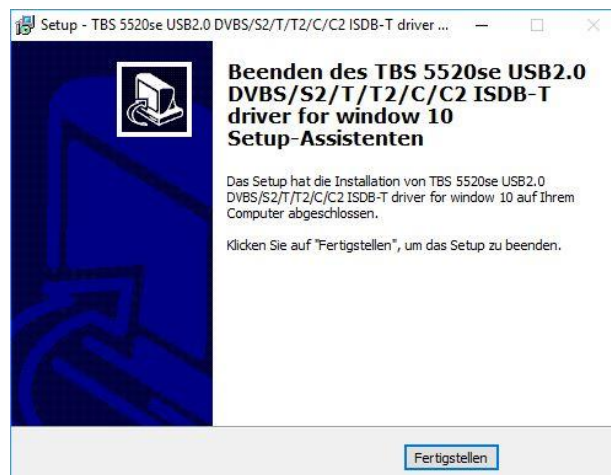 Setup - TBS 5520se USB2.0 DVBS/S2/T/T2/C/C2 ISDB-T driver ...
Beenden des TBS 5520se USB2.0
DVBS/S2/T/T2/C/C2 ISDB-T
driver for window 10
Setup-Assistenten
Das Setup hat die Installation von TBS 5520se USB2.0
DVBS/S2/T/T2/C/C2 ISDB-T driver for window 10 auf Ihrem
Computer abgeschlossen.
Klicken Sie auf "Fertigstellen", um das Setup zu beenden.
Fertigstellen